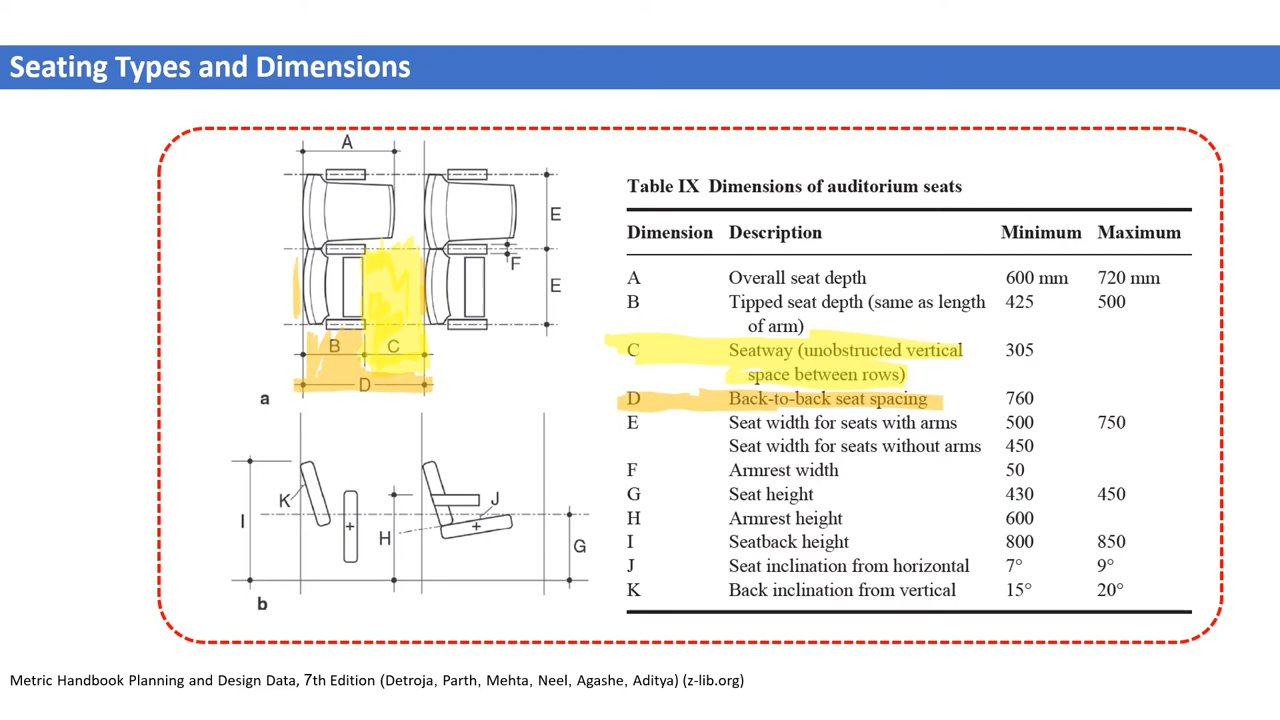 Seating Types and Dimensions
A
E
F
E
B
C
D
a
K
J
I
H
G
b
Table IX Dimensions of auditorium seats
Dimension Description Minimum Maximum
A Overall seat depth 600 mm 720 mm
B Tipped seat depth (same as length 425 500
of arm)
C Seatway (unobstructed vertical 305
space between rows)
D Back-to-back seat spacing 760
E Seat width for seats with arms 500 750
Seat width for seats without arms 450
F Armrest width 50
G Seat height 430 450
H Armrest height 600
I Seatback height 800 850
J Seat inclination from horizontal 7° 9°
K Back inclination from vertical 15° 20°
Metric Handbook Planning and Design Data, 7th Edition (Detroja, Parth, Mehta, Neel, Agashe, Aditya) (z-lib.org)